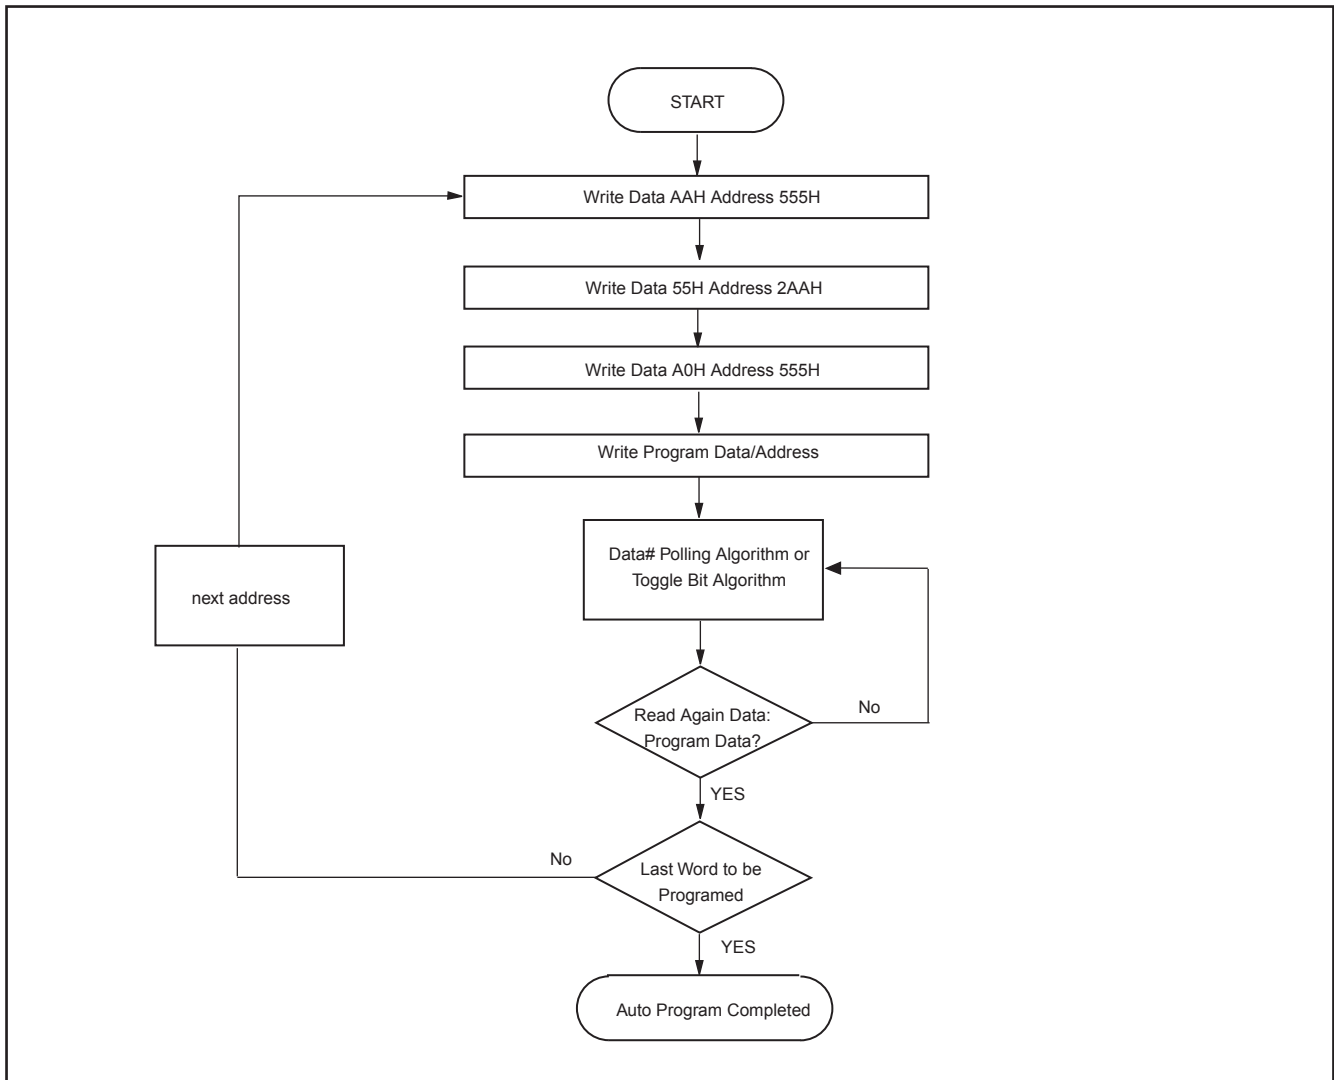 START
Write Data AAH Address 555H
Write Data 55H Address 2AAH
Write Data A0H Address 555H
Write Program Data/Address
Data# Polling Algorithm or
Toggle Bit Algorithm
next address
Read Again Data:
Program Data?
No
YES
No
Last Word to be
Programed
YES
Auto Program Completed